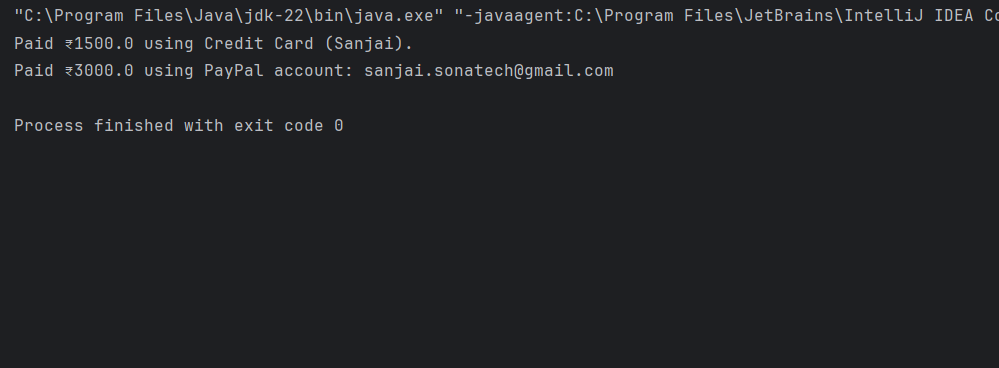 "C:\Program Files\Java\jdk-22\bin\java.exe" "-javaagent:C:\Program Files\JetBrains\IntelliJ IDEA Co
Paid ₹1500.0 using Credit Card (Sanjai).
Paid ₹3000.0 using PayPal account: sanjai.sonatech@gmail.com
Process finished with exit code 0